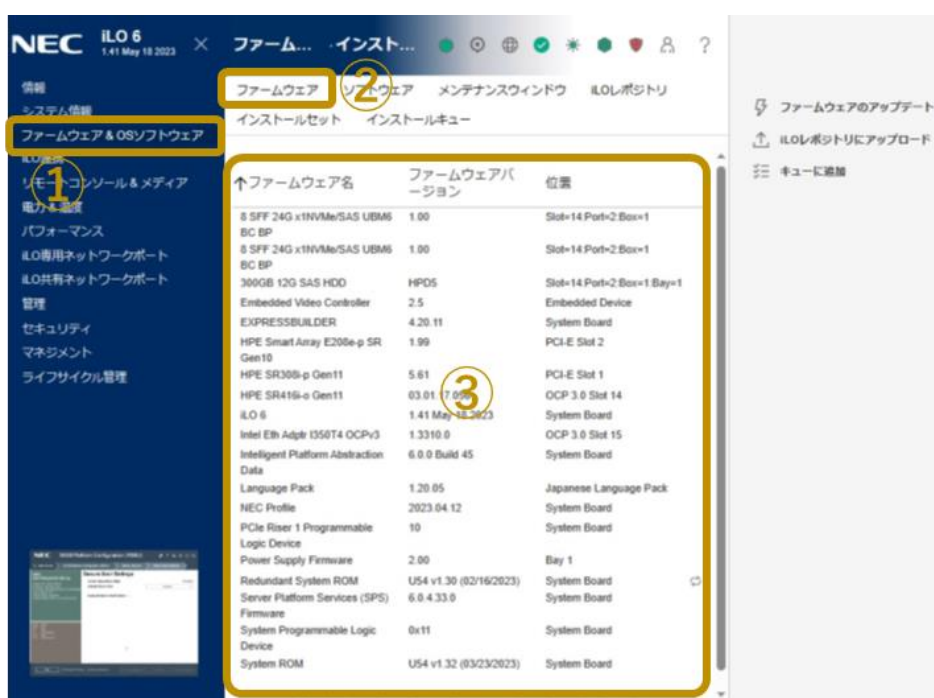 NEC iLO 6
1.41 May 18 2023
ファーム... インスト...
情報
システム情報
ファームウェア & OSソフトウェア
iLO連携
リモートコンソール & メディア
電力 & 温度
パフォーマンス
iLO専用ネットワークポート
iLO共有ネットワークポート
管理
セキュリティ
マネジメント
ライフサイクル管理
①
ファームウェア ソフトウェア メンテナンスウィンドウ iLOレポジトリ
インストールセット インストールキュー
②
↑ファームウェア名 ファームウェアバージョン 位置
8 SFF 24G x1NVMe/SAS UBM6 1.00 Slot=14:Port=2:Box=1
BC BP
8 SFF 24G x1NVMe/SAS UBM6 1.00 Slot=14:Port=2:Box=1
BC BP
300GB 12G SAS HDD HPD5 Slot=14:Port=2:Box=1:Bay=1
Embedded Video Controller 2.5 Embedded Device
EXPRESSBUILDER 4.20.11 System Board
HPE Smart Array E208e-p SR 1.99 PCI-E Slot 2
Gen10
HPE SR308i-p Gen11 5.61 PCI-E Slot 1
HPE SR416i-o Gen11 OCP 3.0 Slot 14
iLO 6 1.41 May 18 2023 System Board
Intel Eth Adptr I350T4 OCPv3 1.3310.0 OCP 3.0 Slot 15
Intelligent Platform Abstraction 6.0.0 Build 45 System Board
Data
Language Pack 1.20.05 Japanese Language Pack
NEC Profile 2023.04.12 System Board
PCIe Riser 1 Programmable 10 System Board
Logic Device
Power Supply Firmware 2.00 Bay 1
Redundant System ROM U54 v1.30 (02/16/2023) System Board
Server Platform Services (SPS) 6.0.4.33.0 System Board
Firmware
System Programmable Logic 0x11 System Board
Device
System ROM U54 v1.32 (03/23/2023) System Board
③
ファームウェアのアップデート
iLOレポジトリにアップロード
キューに追加